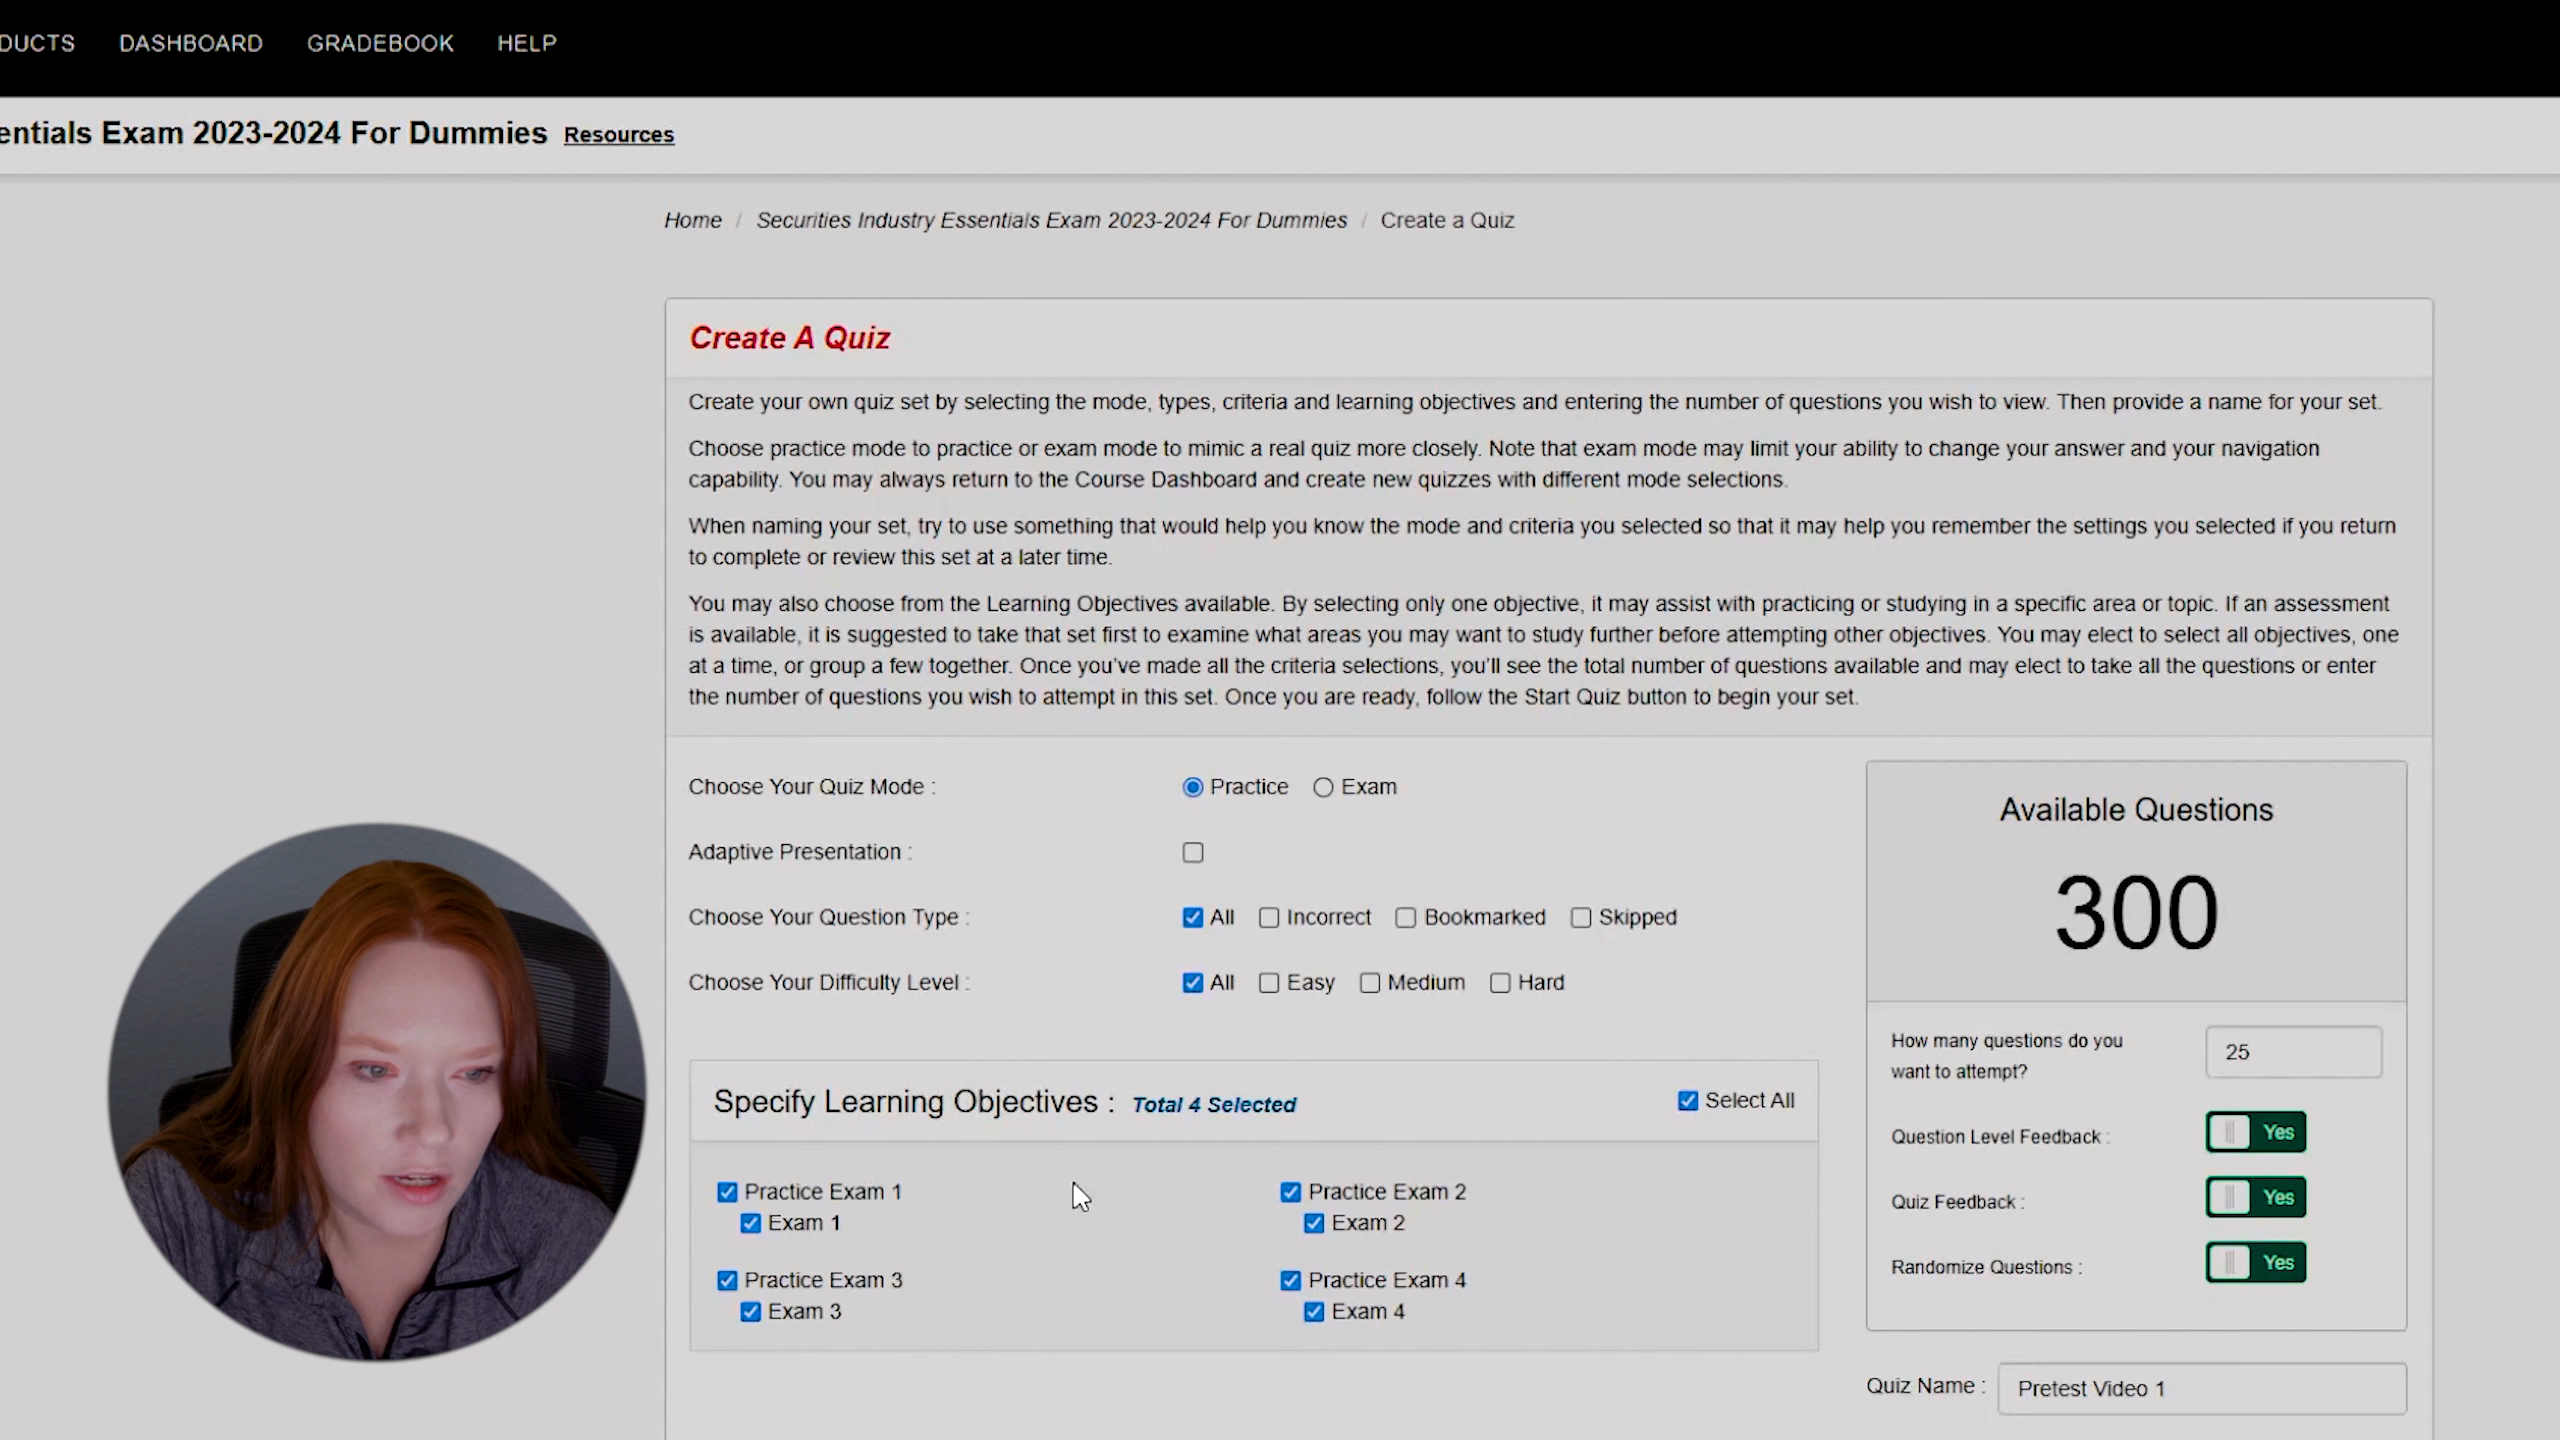 DUCTS DASHBOARD GRADEBOOK HELP
entials Exam 2023-2024 For Dummies Resources
Home / Securities Industry Essentials Exam 2023-2024 For Dummies / Create a Quiz
Create A Quiz
Create your own quiz set by selecting the mode, types, criteria and learning objectives and entering the number of questions you wish to view. Then provide a name for your set.
Choose practice mode to practice or exam mode to mimic a real quiz more closely. Note that exam mode may limit your ability to change your answer and your navigation
capability. You may always return to the Course Dashboard and create new quizzes with different mode selections.
When naming your set, try to use something that would help you know the mode and criteria you selected so that it may help you remember the settings you selected if you return
to complete or review this set at a later time.
You may also choose from the Learning Objectives available. By selecting only one objective, it may assist with practicing or studying in a specific area or topic. If an assessment
is available, it is suggested to take that set first to examine what areas you may want to study further before attempting other objectives. You may elect to select all objectives, one
at a time, or group a few together. Once you've made all the criteria selections, you'll see the total number of questions available and may elect to take all the questions or enter
the number of questions you wish to attempt in this set. Once you are ready, follow the Start Quiz button to begin your set.
Choose Your Quiz Mode : Practice Exam
Adaptive Presentation :
Choose Your Question Type : All Incorrect Bookmarked Skipped
Choose Your Difficulty Level : All Easy Medium Hard
Specify Learning Objectives : Total 4 Selected Select All
Practice Exam 1 Practice Exam 2
Exam 1 Exam 2
Practice Exam 3 Practice Exam 4
Exam 3 Exam 4
Available Questions
300
How many questions do you
want to attempt? 25
Question Level Feedback : Yes
Quiz Feedback : Yes
Randomize Questions : Yes
Quiz Name : Pretest Video 1